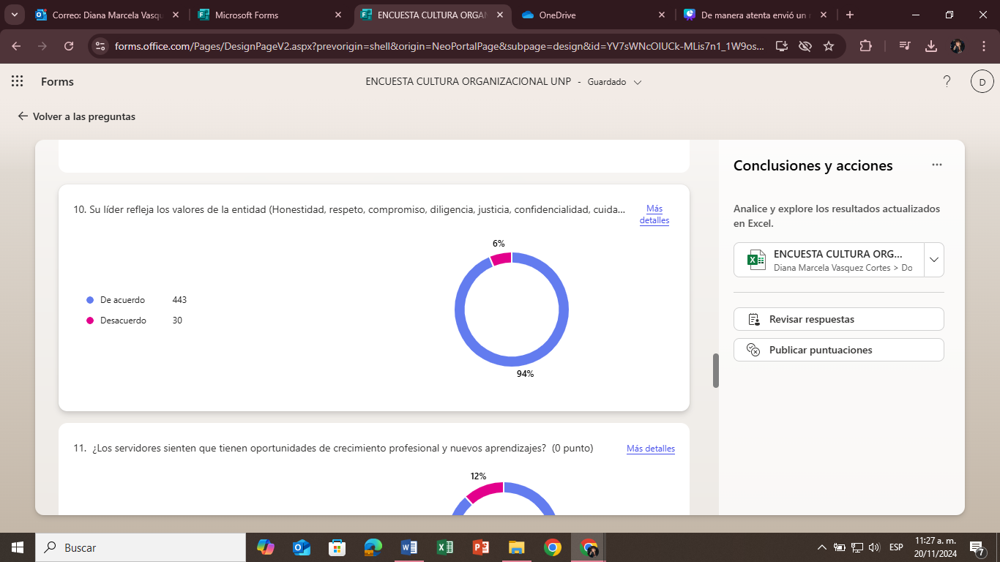 Correo: Diana Marcela Vasqu
Microsoft Forms
ENCUESTA CULTURA ORGAN
OneDrive
De manera atenta envió un
forms.office.com/Pages/DesignPageV2.aspx?prevorigin=shell&origin=NeoPortalPage&subpage=design&id=YV7sWNcOIUCk-MLis7n1_1W9os...
Forms
ENCUESTA CULTURA ORGANIZACIONAL UNP - Guardado
?
D
Volver a las preguntas
10. Su líder refleja los valores de la entidad (Honestidad, respeto, compromiso, diligencia, justicia, confidencialidad, cuida...
Más
detalles
6%
De acuerdo 443
Desacuerdo 30
94%
11. ¿Los servidores sienten que tienen oportunidades de crecimiento profesional y nuevos aprendizajes? (0 punto)
Más detalles
12%
Conclusiones y acciones
Analice y explore los resultados actualizados
en Excel.
ENCUESTA CULTURA ORG...
Diana Marcela Vasquez Cortes > Do
Revisar respuestas
Publicar puntuaciones
Buscar
ESP
11:27 a. m.
20/11/2024
7